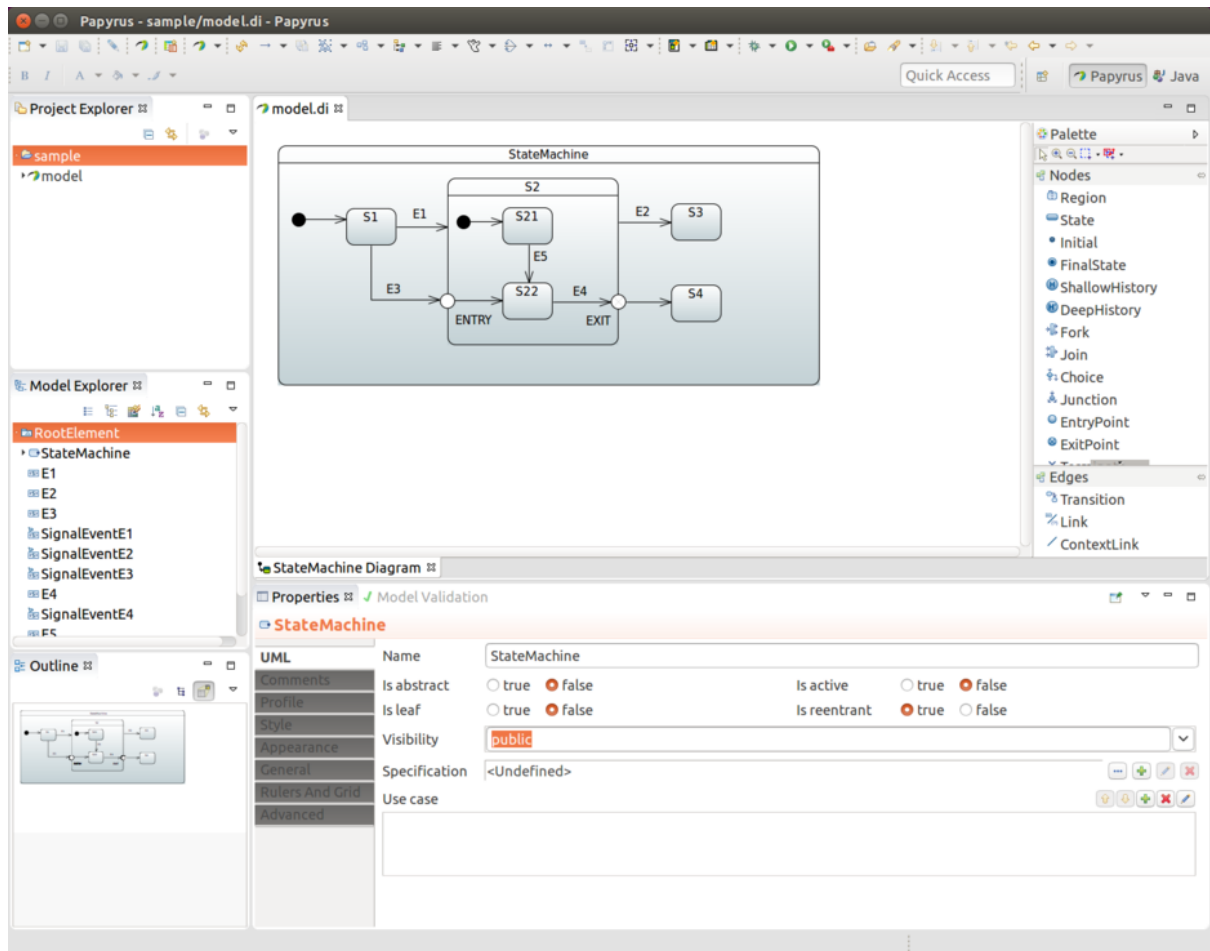 Papyrus - sample/model.di - Papyrus
B I A
Quick Access
Papyrus
Java
Project Explorer
sample
model
model.di
StateMachine
S2
S1
E1
S21
E2
S3
E5
E3
S22
E4
S4
ENTRY
EXIT
Palette
Nodes
Region
State
Initial
FinalState
ShallowHistory
DeepHistory
Fork
Join
Choice
Junction
EntryPoint
ExitPoint
Edges
Transition
Link
ContextLink
Model Explorer
RootElement
StateMachine
E1
E2
E3
SignalEventE1
SignalEventE2
SignalEventE3
E4
SignalEventE4
E5
Outline
StateMachine Diagram
Properties
Model Validation
StateMachine
UML
Comments
Profile
Style
Appearance
General
Rulers And Grid
Advanced
Name StateMachine
Is abstract true false Is active true false
Is leaf true false Is reentrant true false
Visibility public
Specification <Undefined>
Use case